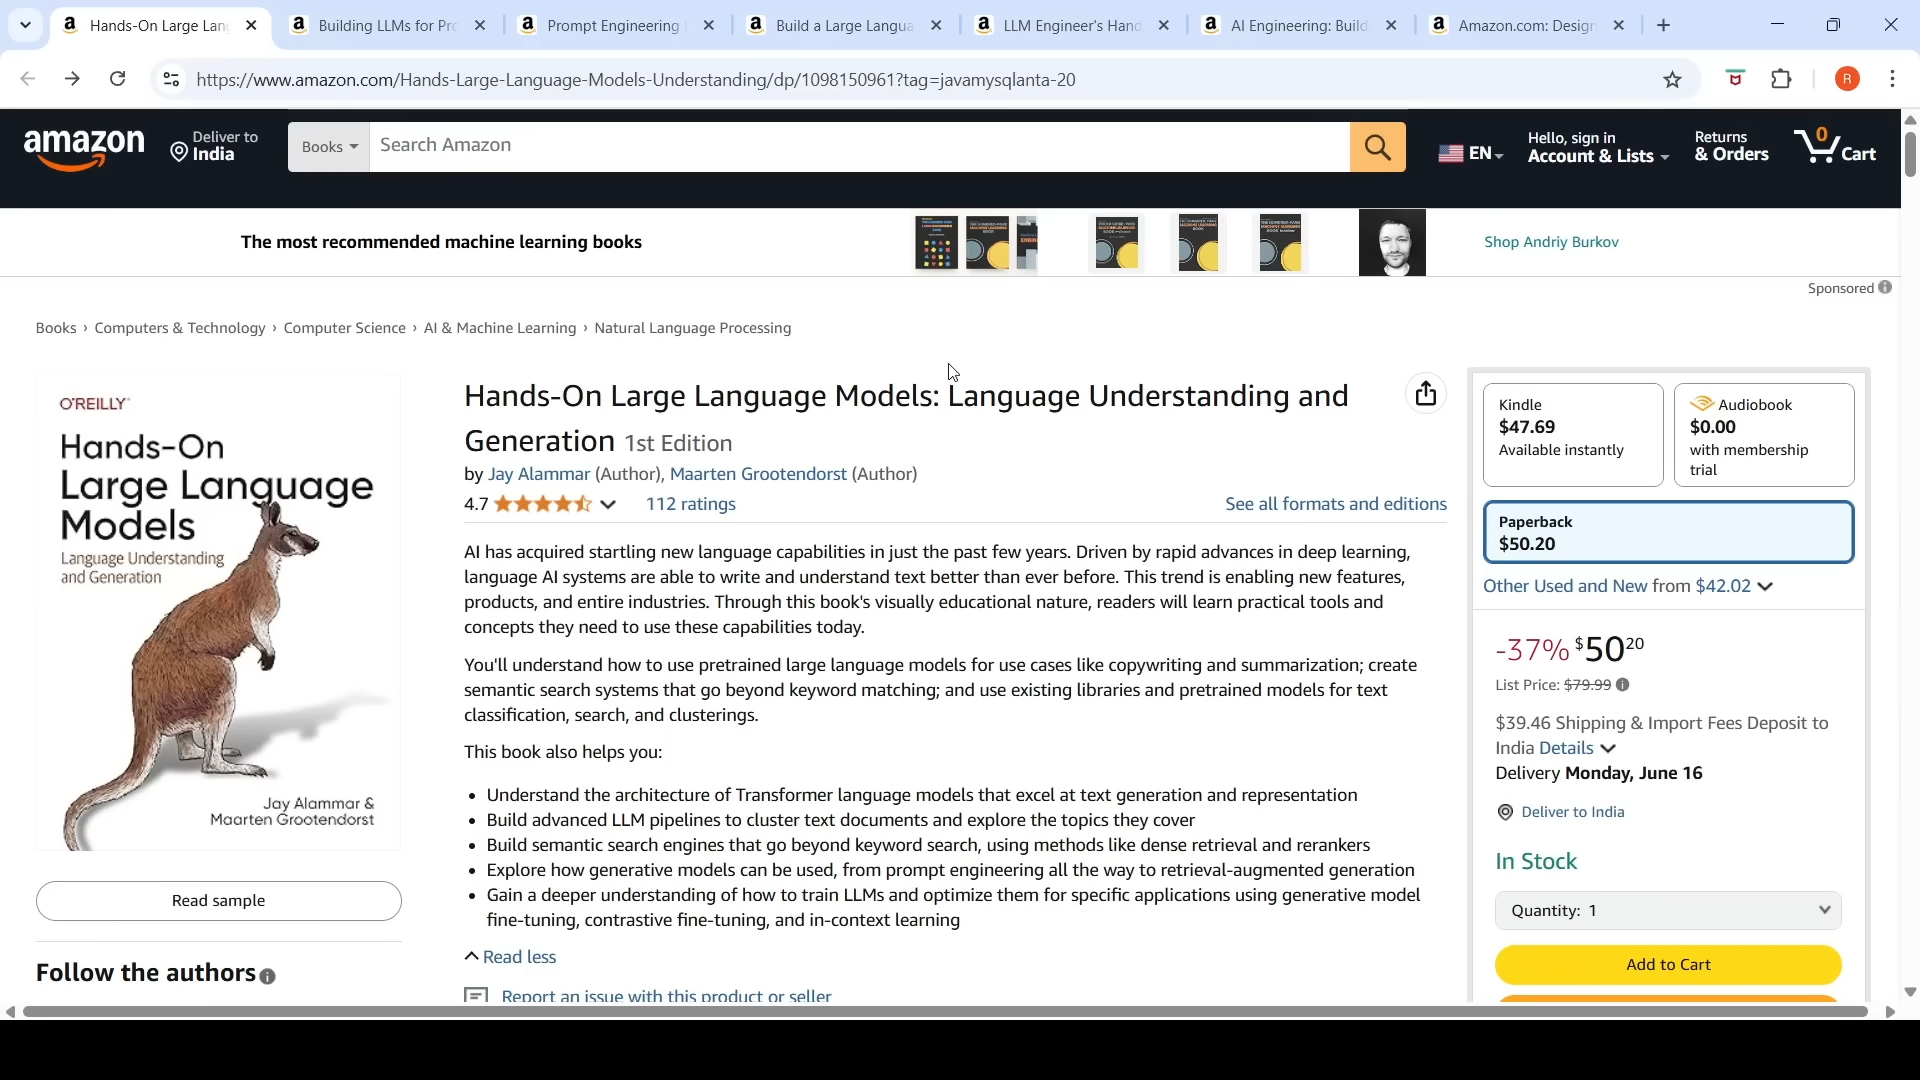 Hands-On Large Lang
Building LLMs for Pro
Prompt Engineering f
Build a Large Langua
LLM Engineer's Hand
AI Engineering: Build
Amazon.com: Design
https://www.amazon.com/Hands-Large-Language-Models-Understanding/dp/1098150961?tag=javamysqlanta-20
R
amazon
Deliver to
India
Books
Search Amazon
EN
Hello, sign in
Account & Lists
Returns
& Orders
0
Cart
The most recommended machine learning books
Shop Andriy Burkov
Sponsored
Books › Computers & Technology › Computer Science › AI & Machine Learning › Natural Language Processing
O'REILLY
Hands-On
Large Language
Models
Language Understanding
and Generation
Jay Alammar &
Maarten Grootendorst
Read sample
Follow the authors
Hands-On Large Language Models: Language Understanding and
Generation 1st Edition
by Jay Alammar (Author), Maarten Grootendorst (Author)
4.7
112 ratings
See all formats and editions
AI has acquired startling new language capabilities in just the past few years. Driven by rapid advances in deep learning,
language AI systems are able to write and understand text better than ever before. This trend is enabling new features,
products, and entire industries. Through this book's visually educational nature, readers will learn practical tools and
concepts they need to use these capabilities today.
You'll understand how to use pretrained large language models for use cases like copywriting and summarization; create
semantic search systems that go beyond keyword matching; and use existing libraries and pretrained models for text
classification, search, and clusterings.
This book also helps you:
• Understand the architecture of Transformer language models that excel at text generation and representation
• Build advanced LLM pipelines to cluster text documents and explore the topics they cover
• Build semantic search engines that go beyond keyword search, using methods like dense retrieval and rerankers
• Explore how generative models can be used, from prompt engineering all the way to retrieval-augmented generation
• Gain a deeper understanding of how to train LLMs and optimize them for specific applications using generative model
fine-tuning, contrastive fine-tuning, and in-context learning
Read less
Report an issue with this product or seller
Kindle
$47.69
Available instantly
Audiobook
$0.00
with membership
trial
Paperback
$50.20
Other Used and New from $42.02
-37% $50 20
List Price: $79.99
$39.46 Shipping & Import Fees Deposit to
India Details
Delivery Monday, June 16
Deliver to India
In Stock
Quantity: 1
Add to Cart